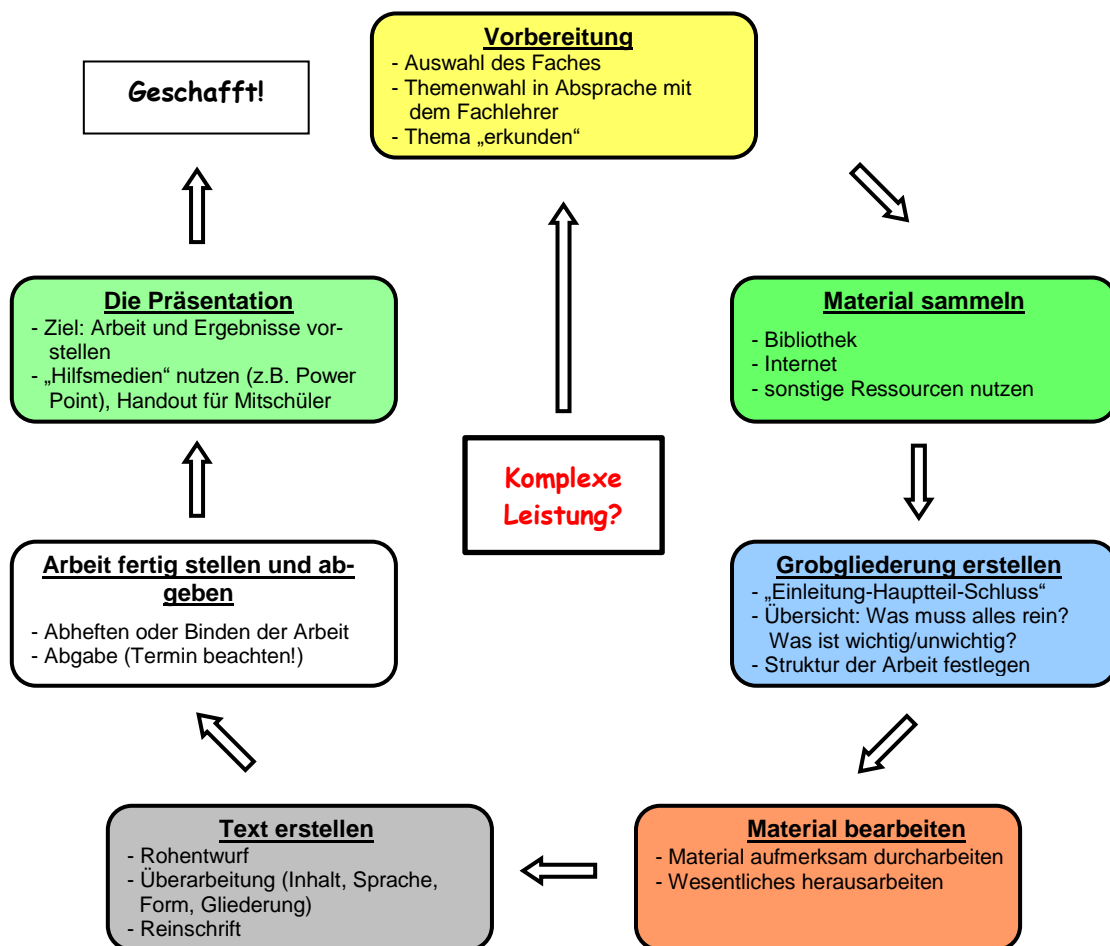 Vorbereitung
- Auswahl des Faches
- Themenwahl in Absprache mit
dem Fachlehrer
- Thema „erkunden“
Geschafft!
Die Präsentation
- Ziel: Arbeit und Ergebnisse vor-
stellen
- „Hilfsmedien“ nutzen (z.B. Power
Point), Handout für Mitschüler
Material sammeln
- Bibliothek
- Internet
- sonstige Ressourcen nutzen
Komplexe
Leistung?
Arbeit fertig stellen und ab-
geben
- Abheften oder Binden der Arbeit
- Abgabe (Termin beachten!)
Grobgliederung erstellen
- „Einleitung-Hauptteil-Schluss“
- Übersicht: Was muss alles rein?
Was ist wichtig/unwichtig?
- Struktur der Arbeit festlegen
Text erstellen
- Rohentwurf
- Überarbeitung (Inhalt, Sprache,
Form, Gliederung)
- Reinschrift
Material bearbeiten
- Material aufmerksam durcharbeiten
- Wesentliches herausarbeiten